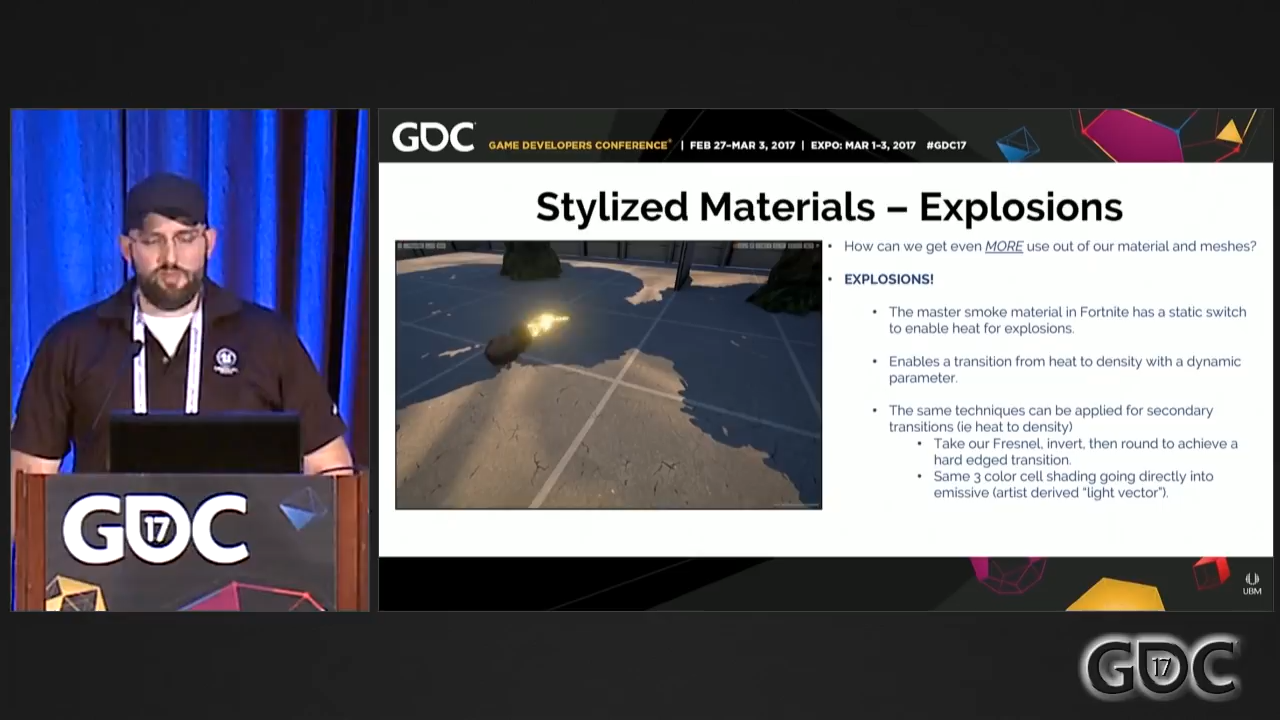 GDC
GAME DEVELOPERS CONFERENCE® | FEB 27–MAR 3, 2017 | EXPO: MAR 1-3, 2017 #GDC17
Stylized Materials – Explosions
• How can we get even MORE use out of our material and meshes?
• EXPLOSIONS!
• The master smoke material in Fortnite has a static switch
to enable heat for explosions.
• Enables a transition from heat to density with a dynamic
parameter.
• The same techniques can be applied for secondary
transitions (ie heat to density)
• Take our Fresnel, invert, then round to achieve a
hard edged transition.
• Same 3 color cell shading going directly into
emissive (artist derived “light vector”).
UBM
GDC
17
GDC
17